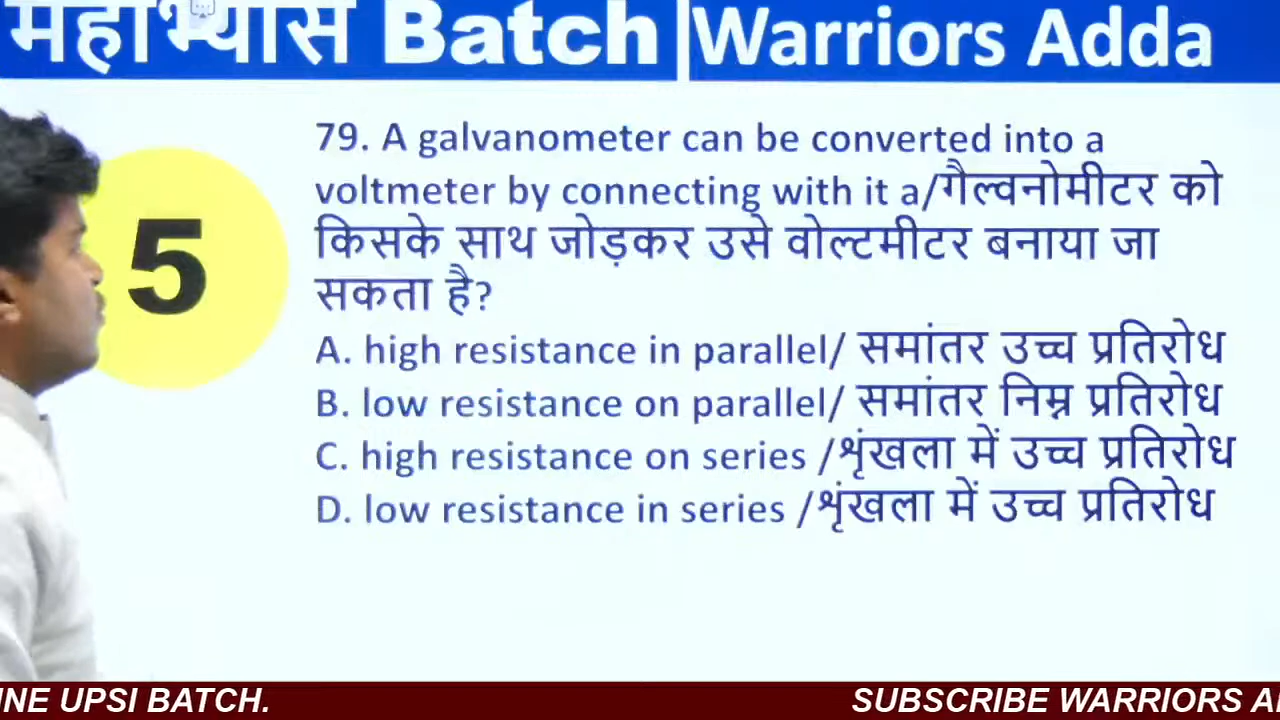 महाभ्यास Batch Warriors Adda
5
79. A galvanometer can be converted into a
voltmeter by connecting with it a/गैल्वनोमीटर को
किसके साथ जोड़कर उसे वोल्टमीटर बनाया जा
सकता है?
A. high resistance in parallel/ समांतर उच्च प्रतिरोध
B. low resistance on parallel/ समांतर निम्न प्रतिरोध
C. high resistance on series /शृंखला में उच्च प्रतिरोध
D. low resistance in series /शृंखला में उच्च प्रतिरोध
UPSI BATCH. SUBSCRIBE WARRIORS